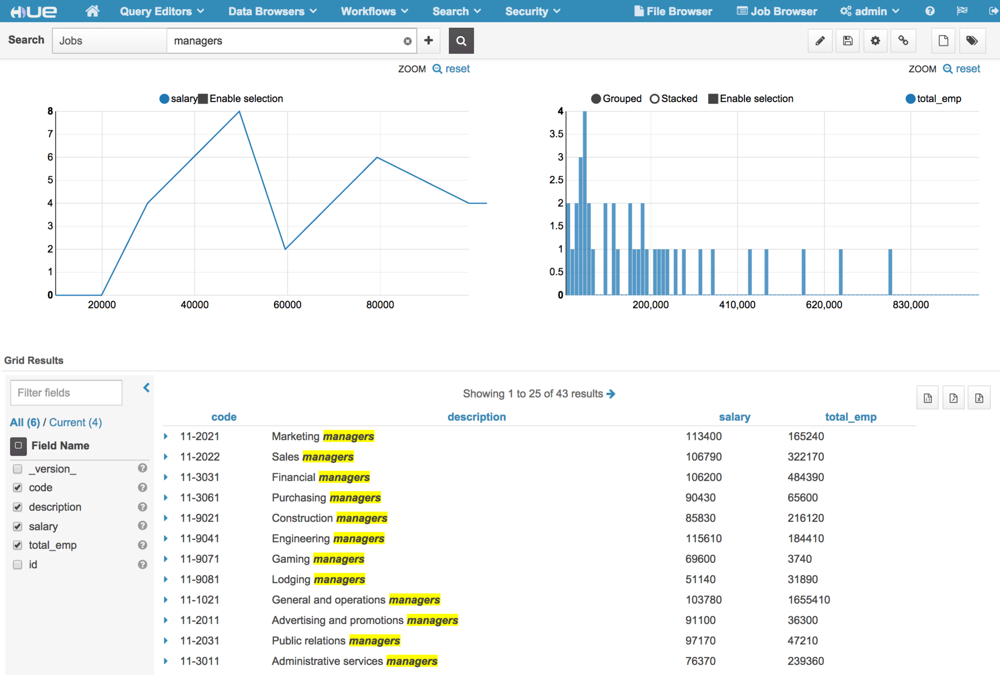 HUE Query Editors Data Browsers Workflows Search Security File Browser Job Browser admin
Search Jobs managers
ZOOM reset ZOOM reset
salary Enable selection Grouped Stacked Enable selection total_emp
8
7
6
5
4
3
2
1
0
20000 40000 60000 80000
4
3.5
3
2.5
2
1.5
1
0.5
0
200,000 410,000 620,000 830,000
Grid Results
Filter fields
All (6) / Current (4)
Field Name
_version_
code
description
salary
total_emp
id
Showing 1 to 25 of 43 results
code description salary total_emp
11-2021 Marketing managers 113400 165240
11-2022 Sales managers 106790 322170
11-3031 Financial managers 106200 484390
11-3061 Purchasing managers 90430 65600
11-9021 Construction managers 85830 216120
11-9041 Engineering managers 115610 184410
11-9071 Gaming managers 69600 3740
11-9081 Lodging managers 51140 31890
11-1021 General and operations managers 103780 1655410
11-2011 Advertising and promotions managers 91100 36300
11-2031 Public relations managers 97170 47210
11-3011 Administrative services managers 76370 239360